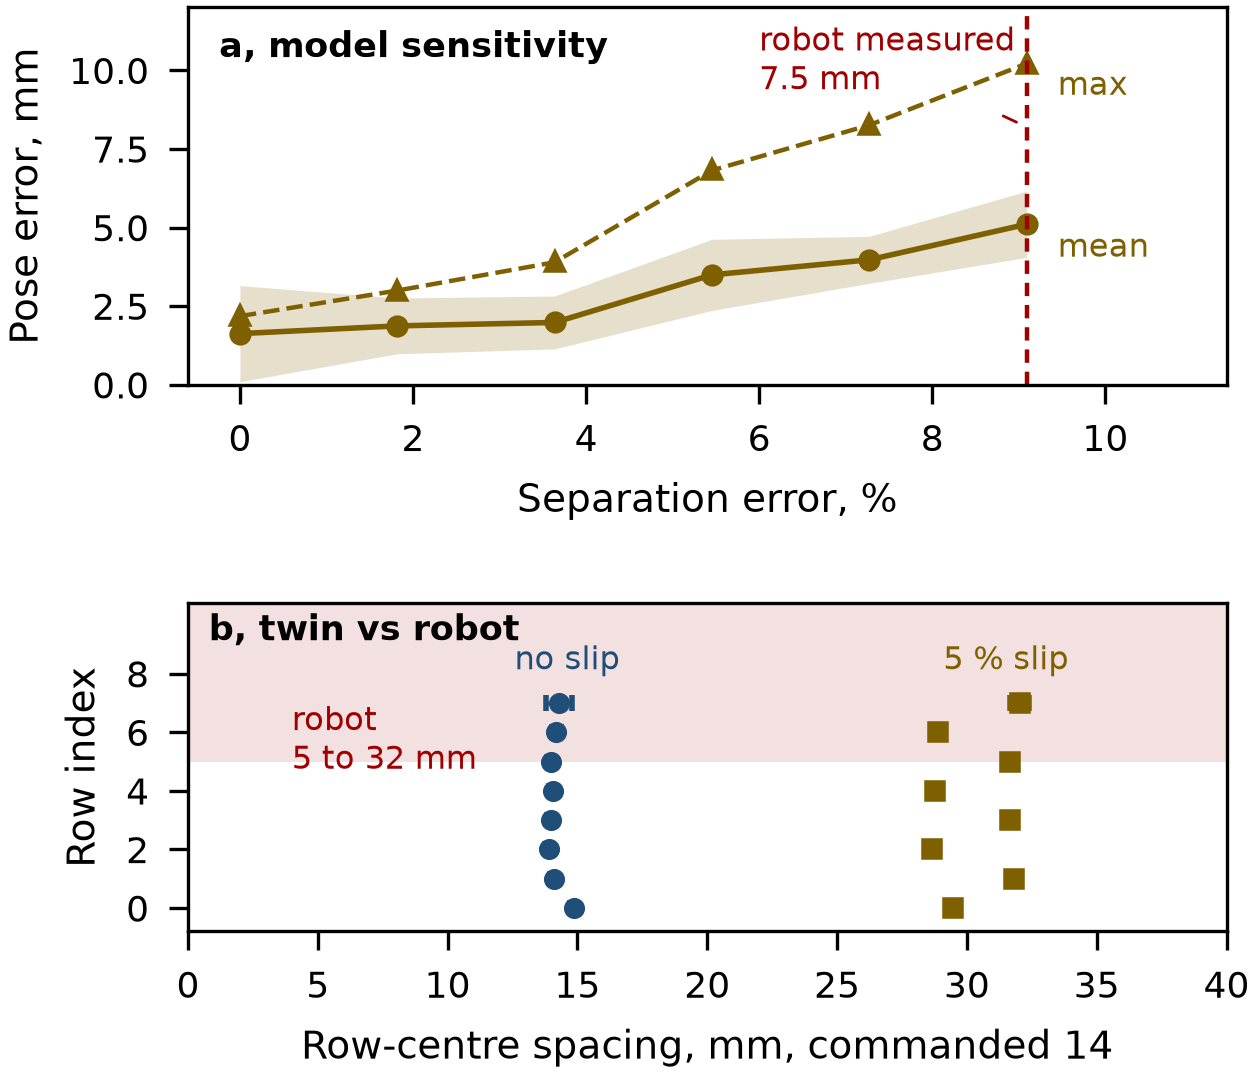 a, model sensitivity
robot measured
7.5 mm
max
mean
Pose error, mm
10.0
7.5
5.0
2.5
0.0
0 2 4 6 8 10
Separation error, %
b, twin vs robot
no slip
5 % slip
robot
5 to 32 mm
Row index
8
6
4
2
0
0 5 10 15 20 25 30 35 40
Row-centre spacing, mm, commanded 14